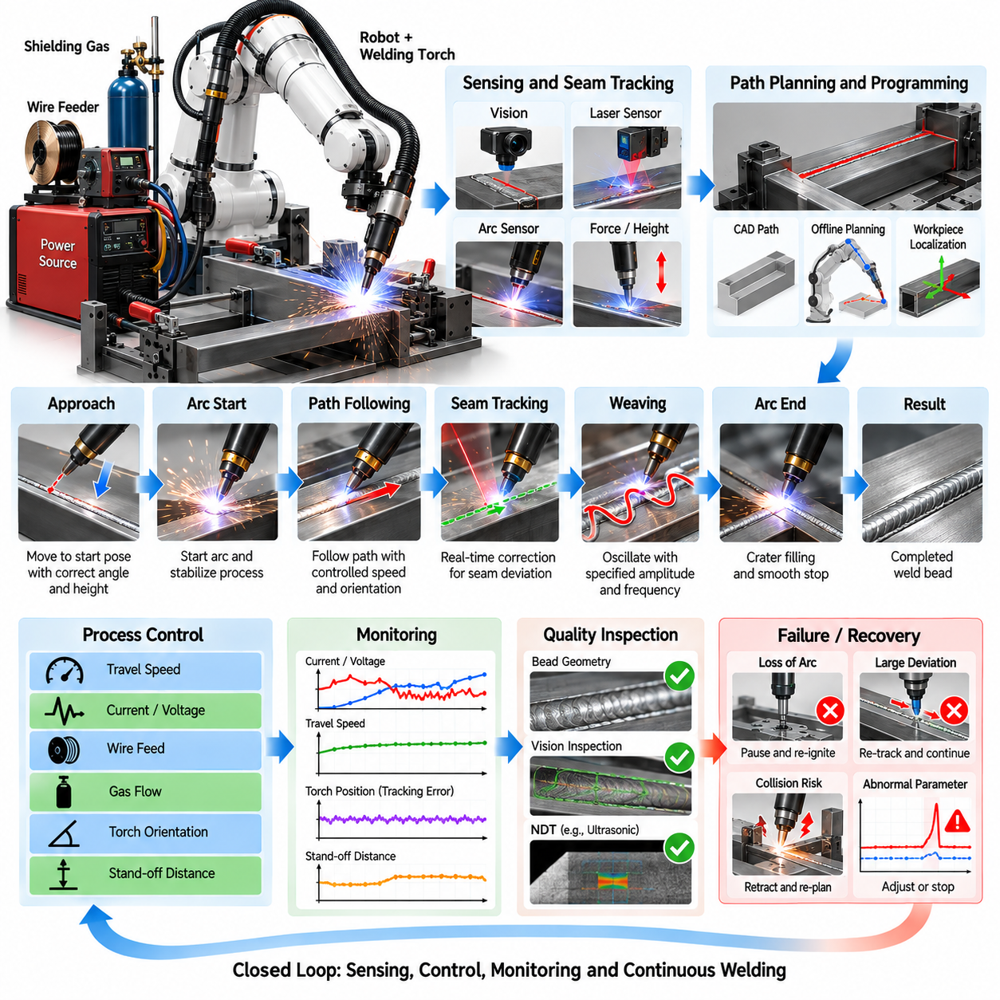 Shielding Gas
Wire Feeder
Power
Source
Robot +
Welding Torch
Sensing and Seam Tracking
Vision
Laser Sensor
Arc Sensor
Force / Height
Path Planning and Programming
CAD Path
Offline Planning
Workpiece
Localization
Approach
Move to start pose
with correct angle
and height
Arc Start
Start arc and
stabilize process
Path Following
Follow path with
controlled speed
and orientation
Seam Tracking
Real-time correction
for seam deviation
Weaving
Oscillate with
specified amplitude
and frequency
Arc End
Crater filling
and smooth stop
Result
Completed
weld bead
Process Control
Travel Speed
Current / Voltage
Wire Feed
Gas Flow
Torch Orientation
Stand-off Distance
Monitoring
Current / Voltage
Travel Speed
Torch Position (Tracking Error)
Stand-off Distance
Quality Inspection
Bead Geometry
Vision Inspection
NDT (e.g., Ultrasonic)
Failure / Recovery
Loss of Arc
Pause and re-ignite
Large Deviation
Re-track and continue
Collision Risk
Retract and re-plan
Abnormal Parameter
Adjust or stop
Closed Loop: Sensing, Control, Monitoring and Continuous Welding